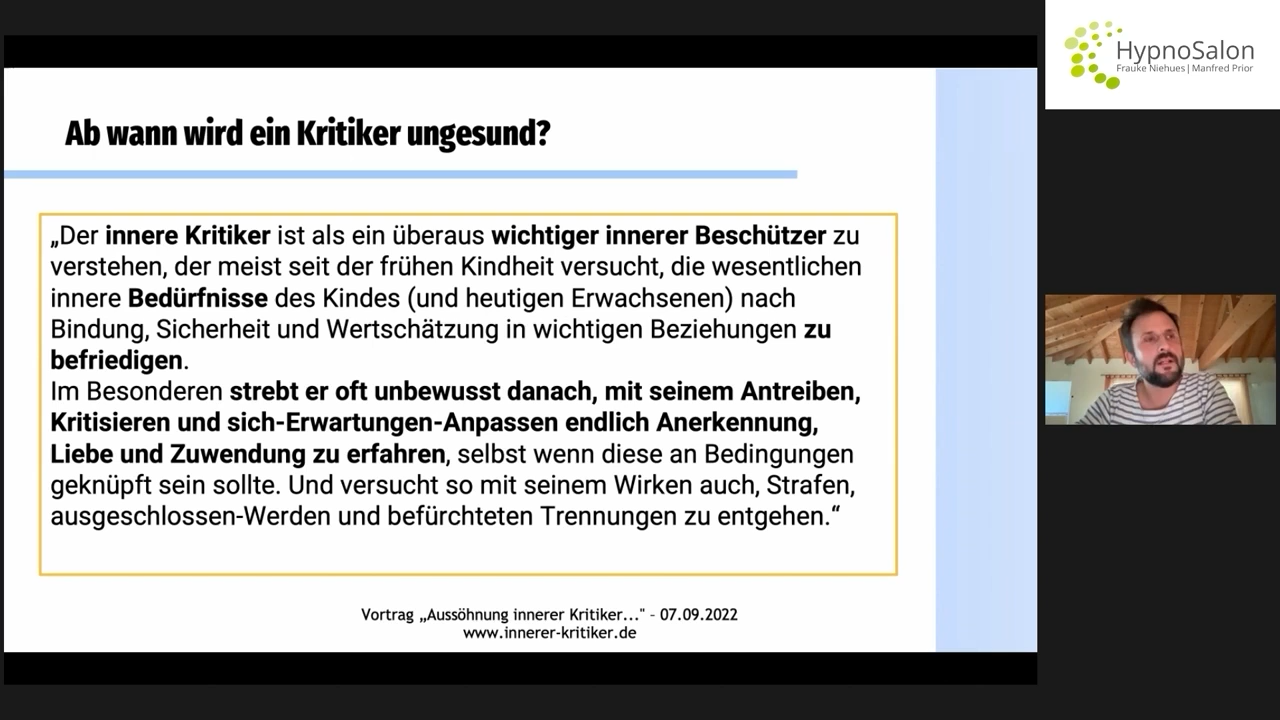 Ab wann wird ein Kritiker ungesund?
„Der innere Kritiker ist als ein überaus wichtiger innerer Beschützer zu
verstehen, der meist seit der frühen Kindheit versucht, die wesentlichen
innere Bedürfnisse des Kindes (und heutigen Erwachsenen) nach
Bindung, Sicherheit und Wertschätzung in wichtigen Beziehungen zu
befriedigen.
Im Besonderen strebt er oft unbewusst danach, mit seinem Antreiben,
Kritisieren und sich-Erwartungen-Anpassen endlich Anerkennung,
Liebe und Zuwendung zu erfahren, selbst wenn diese an Bedingungen
geknüpft sein sollte. Und versucht so mit seinem Wirken auch, Strafen,
ausgeschlossen-Werden und befürchteten Trennungen zu entgehen.“
Vortrag „Aussöhnung innerer Kritiker..." - 07.09.2022
www.innerer-kritiker.de
HypnoSalon
Frauke Niehues | Manfred Prior